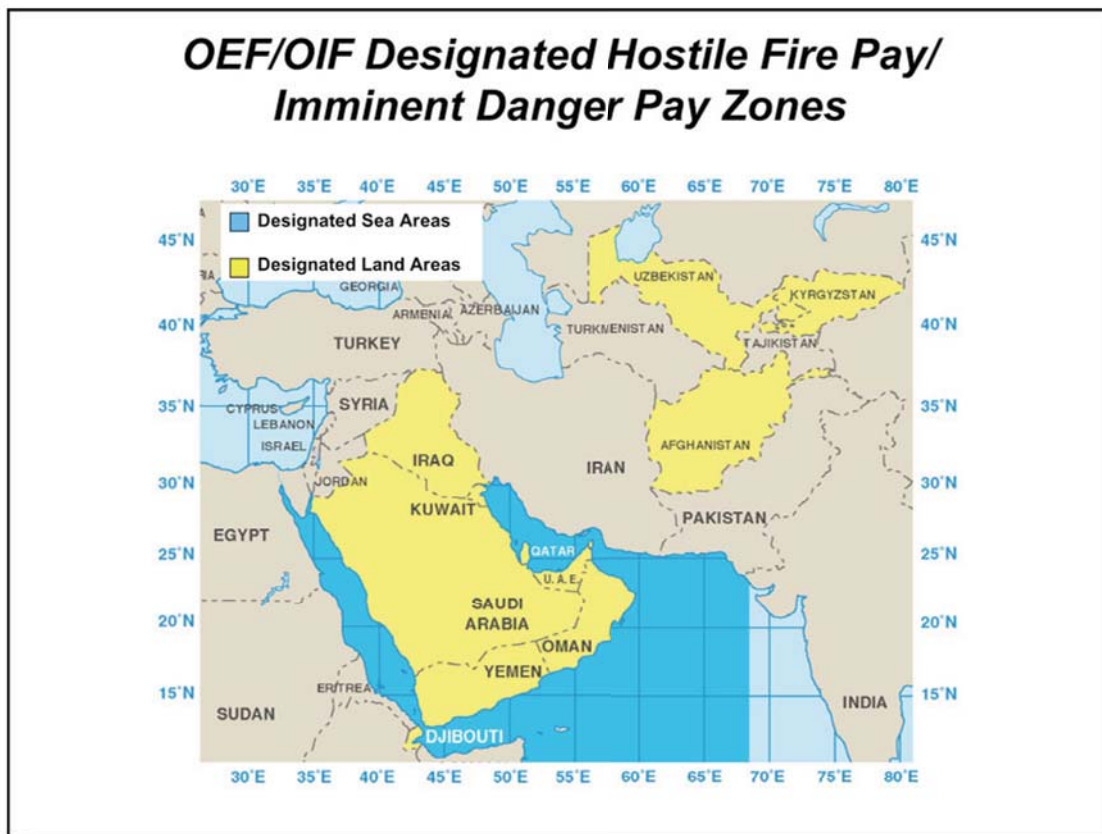 OEF/OIF Designated Hostile Fire Pay/
Imminent Danger Pay Zones
30°E 35°E 40°E 45°E 50°E 55°E 60°E 65°E 70°E 75°E 80°E
Designated Sea Areas
Designated Land Areas
45°N 45°N
UZBEKISTAN
GEORGIA
KYRGYZSTAN
ARMENIA AZERBAIJAN
TURKMENISTAN
40°N 40°N
TURKEY
TAJIKISTAN
35°N 35°N
CYPRUS
SYRIA
LEBANON
ISRAEL
AFGHANISTAN
IRAQ
IRAN
JORDAN
30°N 30°N
KUWAIT
PAKISTAN
EGYPT
25°N 25°N
QATAR
U. A. E.
SAUDI
ARABIA
20°N 20°N
OMAN
YEMEN
ERITREA
15°N 15°N
INDIA
SUDAN
DJIBOUTI
30°E 35°E 40°E 45°E 50°E 55°E 60°E 65°E 70°E 75°E 80°E